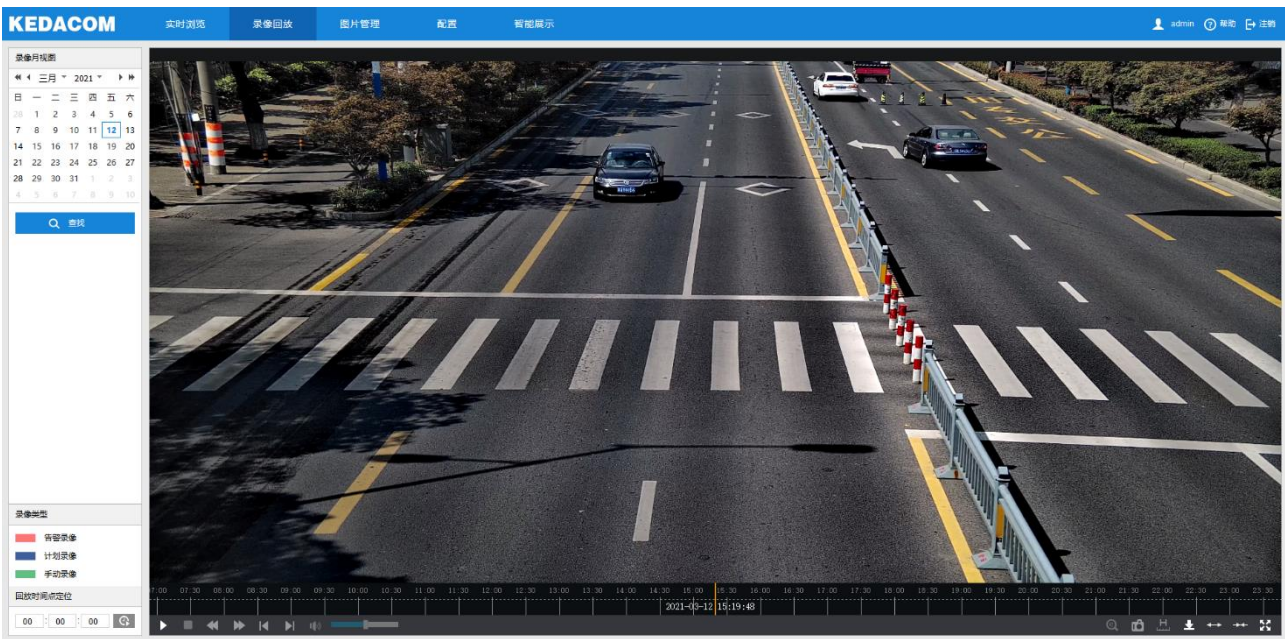 KEDACOM 实时浏览 录像回放 图片管理 配置 智能展示 admin 帮助 注销
录像月视图
三月 2021
日 一 二 三 四 五 六
28 1 2 3 4 5 6
7 8 9 10 11 12 13
14 15 16 17 18 19 20
21 22 23 24 25 26 27
28 29 30 31 1 2 3
4 5 6 7 8 9 10
查找
录像类型
告警录像
计划录像
手动录像
回放时间点定位
00 : 00 : 00
07:00 07:30 08:00 08:30 09:00 09:30 10:00 10:30 11:00 11:30 12:00 12:30 13:00 13:30 14:00 14:30 15:00 15:30 16:00 16:30 17:00 17:30 18:00 18:30 19:00 19:30 20:00 20:30 21:00 21:30 22:00 22:30 23:00 23:30
2021-03-12 15:19:48